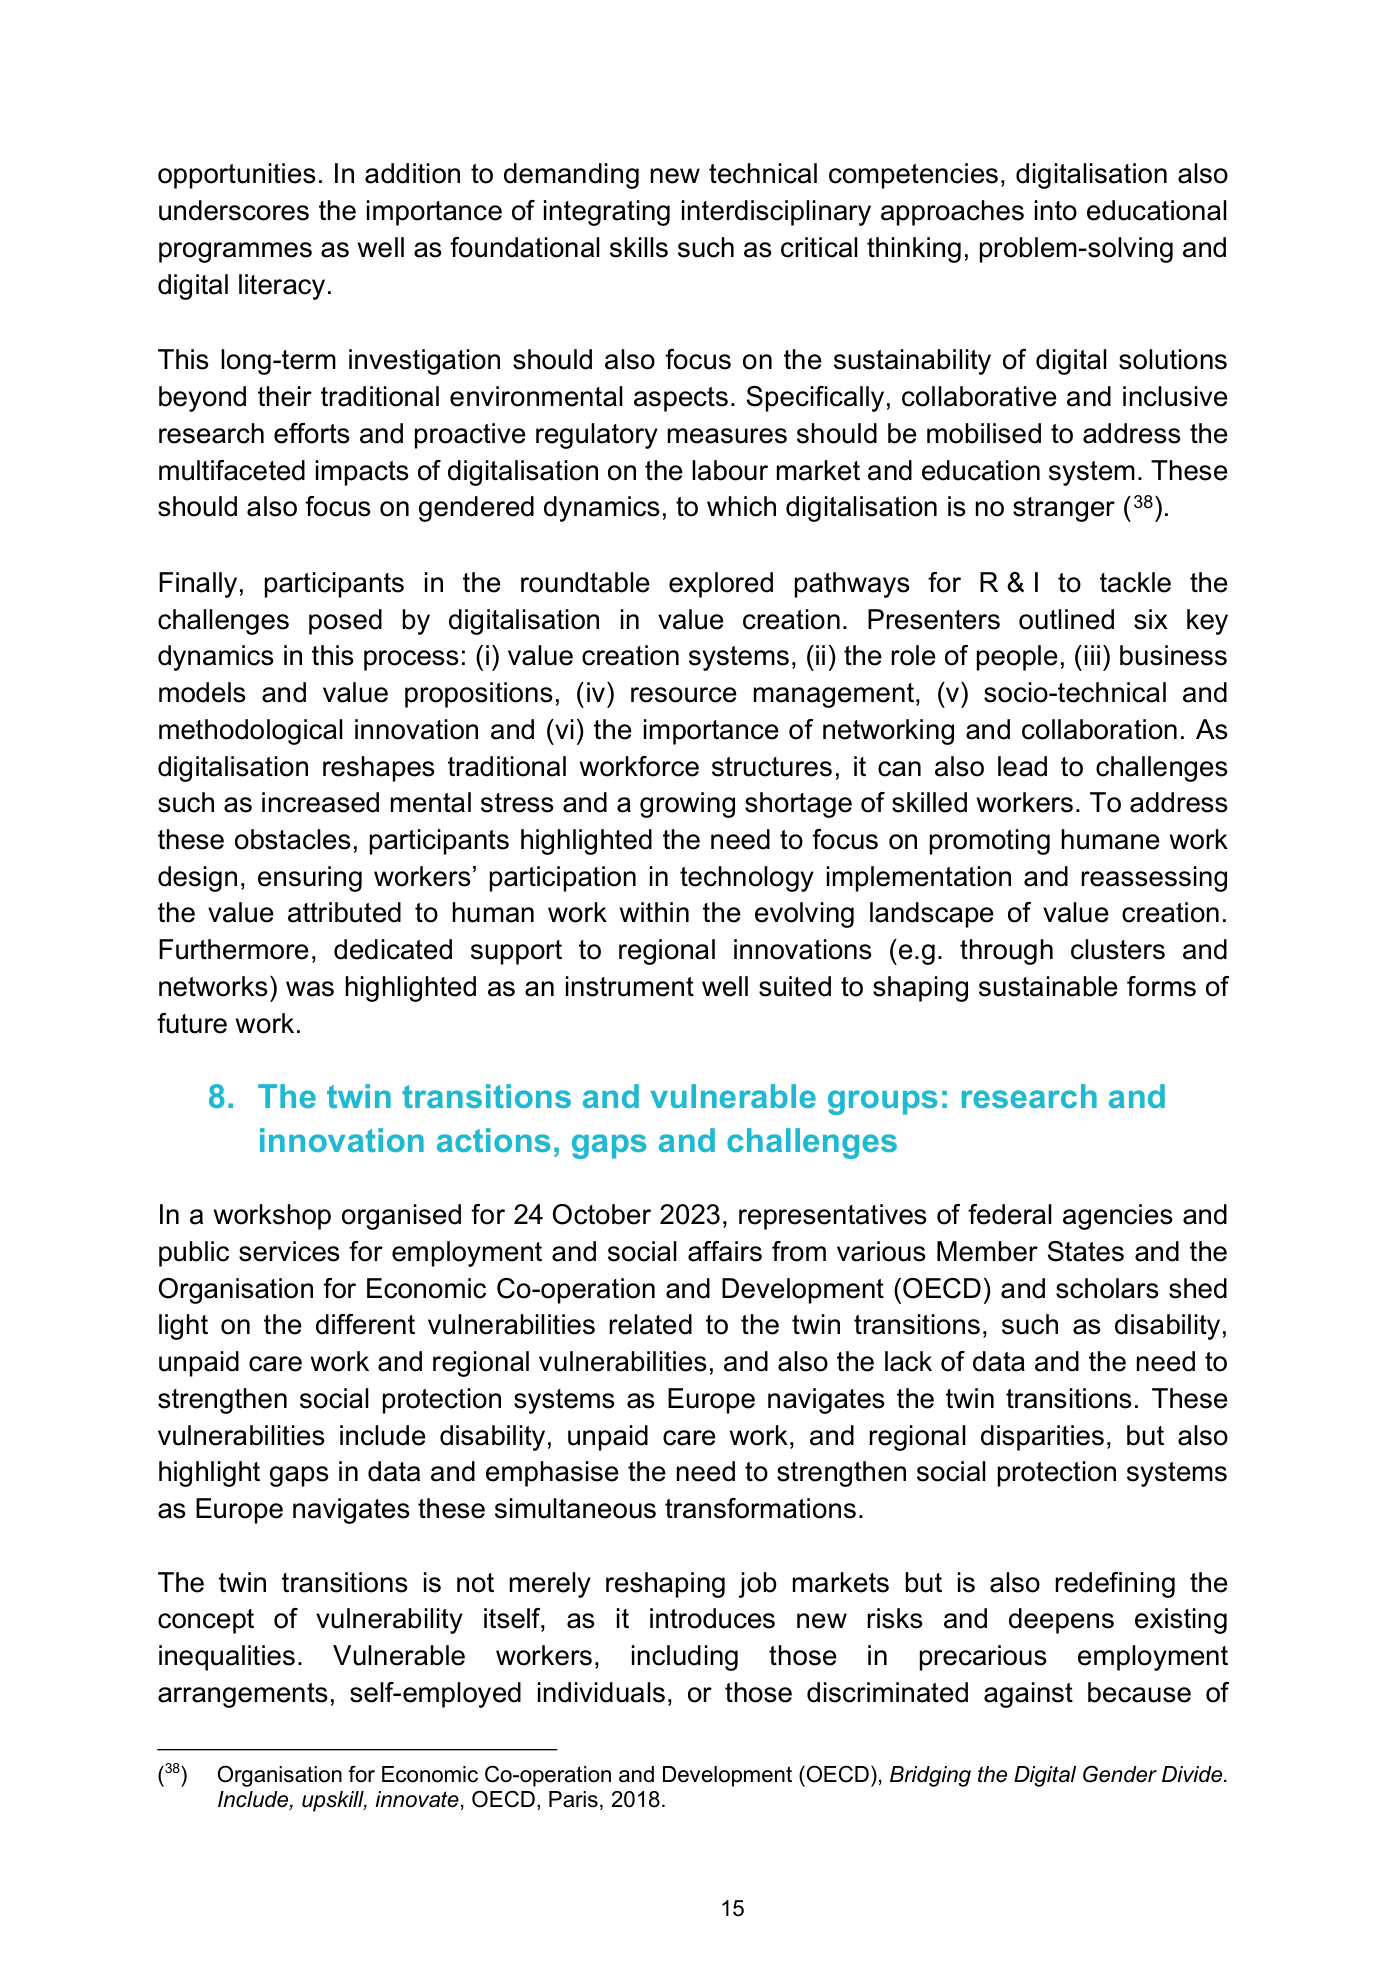 opportunities. In addition to demanding new technical competencies, digitalisation also
underscores the importance of integrating interdisciplinary approaches into educational
programmes as well as foundational skills such as critical thinking, problem-solving and
digital literacy.
This long-term investigation should also focus on the sustainability of digital solutions
beyond their traditional environmental aspects. Specifically, collaborative and inclusive
research efforts and proactive regulatory measures should be mobilised to address the
multifaceted impacts of digitalisation on the labour market and education system. These
should also focus on gendered dynamics, to which digitalisation is no stranger (38).
Finally, participants in the roundtable explored pathways for R & I to tackle the
challenges posed by digitalisation in value creation. Presenters outlined six key
dynamics in this process: (i) value creation systems, (ii) the role of people, (iii) business
models and value propositions, (iv) resource management, (v) socio-technical and
methodological innovation and (vi) the importance of networking and collaboration. As
digitalisation reshapes traditional workforce structures, it can also lead to challenges
such as increased mental stress and a growing shortage of skilled workers. To address
these obstacles, participants highlighted the need to focus on promoting humane work
design, ensuring workers’ participation in technology implementation and reassessing
the value attributed to human work within the evolving landscape of value creation.
Furthermore, dedicated support to regional innovations (e.g. through clusters and
networks) was highlighted as an instrument well suited to shaping sustainable forms of
future work.
8. The twin transitions and vulnerable groups: research and
innovation actions, gaps and challenges
In a workshop organised for 24 October 2023, representatives of federal agencies and
public services for employment and social affairs from various Member States and the
Organisation for Economic Co-operation and Development (OECD) and scholars shed
light on the different vulnerabilities related to the twin transitions, such as disability,
unpaid care work and regional vulnerabilities, and also the lack of data and the need to
strengthen social protection systems as Europe navigates the twin transitions. These
vulnerabilities include disability, unpaid care work, and regional disparities, but also
highlight gaps in data and emphasise the need to strengthen social protection systems
as Europe navigates these simultaneous transformations.
The twin transitions is not merely reshaping job markets but is also redefining the
concept of vulnerability itself, as it introduces new risks and deepens existing
inequalities. Vulnerable workers, including those in precarious employment
arrangements, self-employed individuals, or those discriminated against because of
(38) Organisation for Economic Co-operation and Development (OECD), Bridging the Digital Gender Divide.
Include, upskill, innovate, OECD, Paris, 2018.
15